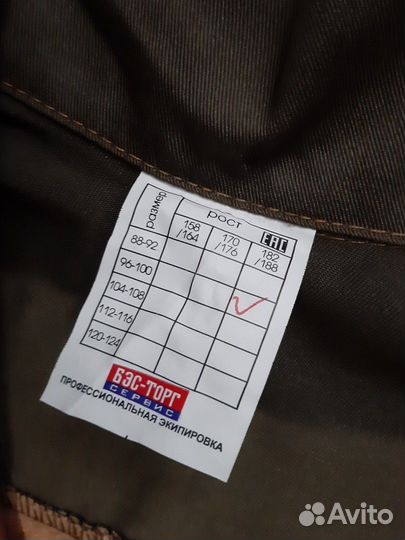 размер
рост
158
/164
170
/176
EAC
182
/188
88-92
96-100
104-108
112-116
120-124
БЭС-ТОРГ
СЕРВИС
ПРОФЕССИОНАЛЬНАЯ ЭКИПИРОВКА
Avito